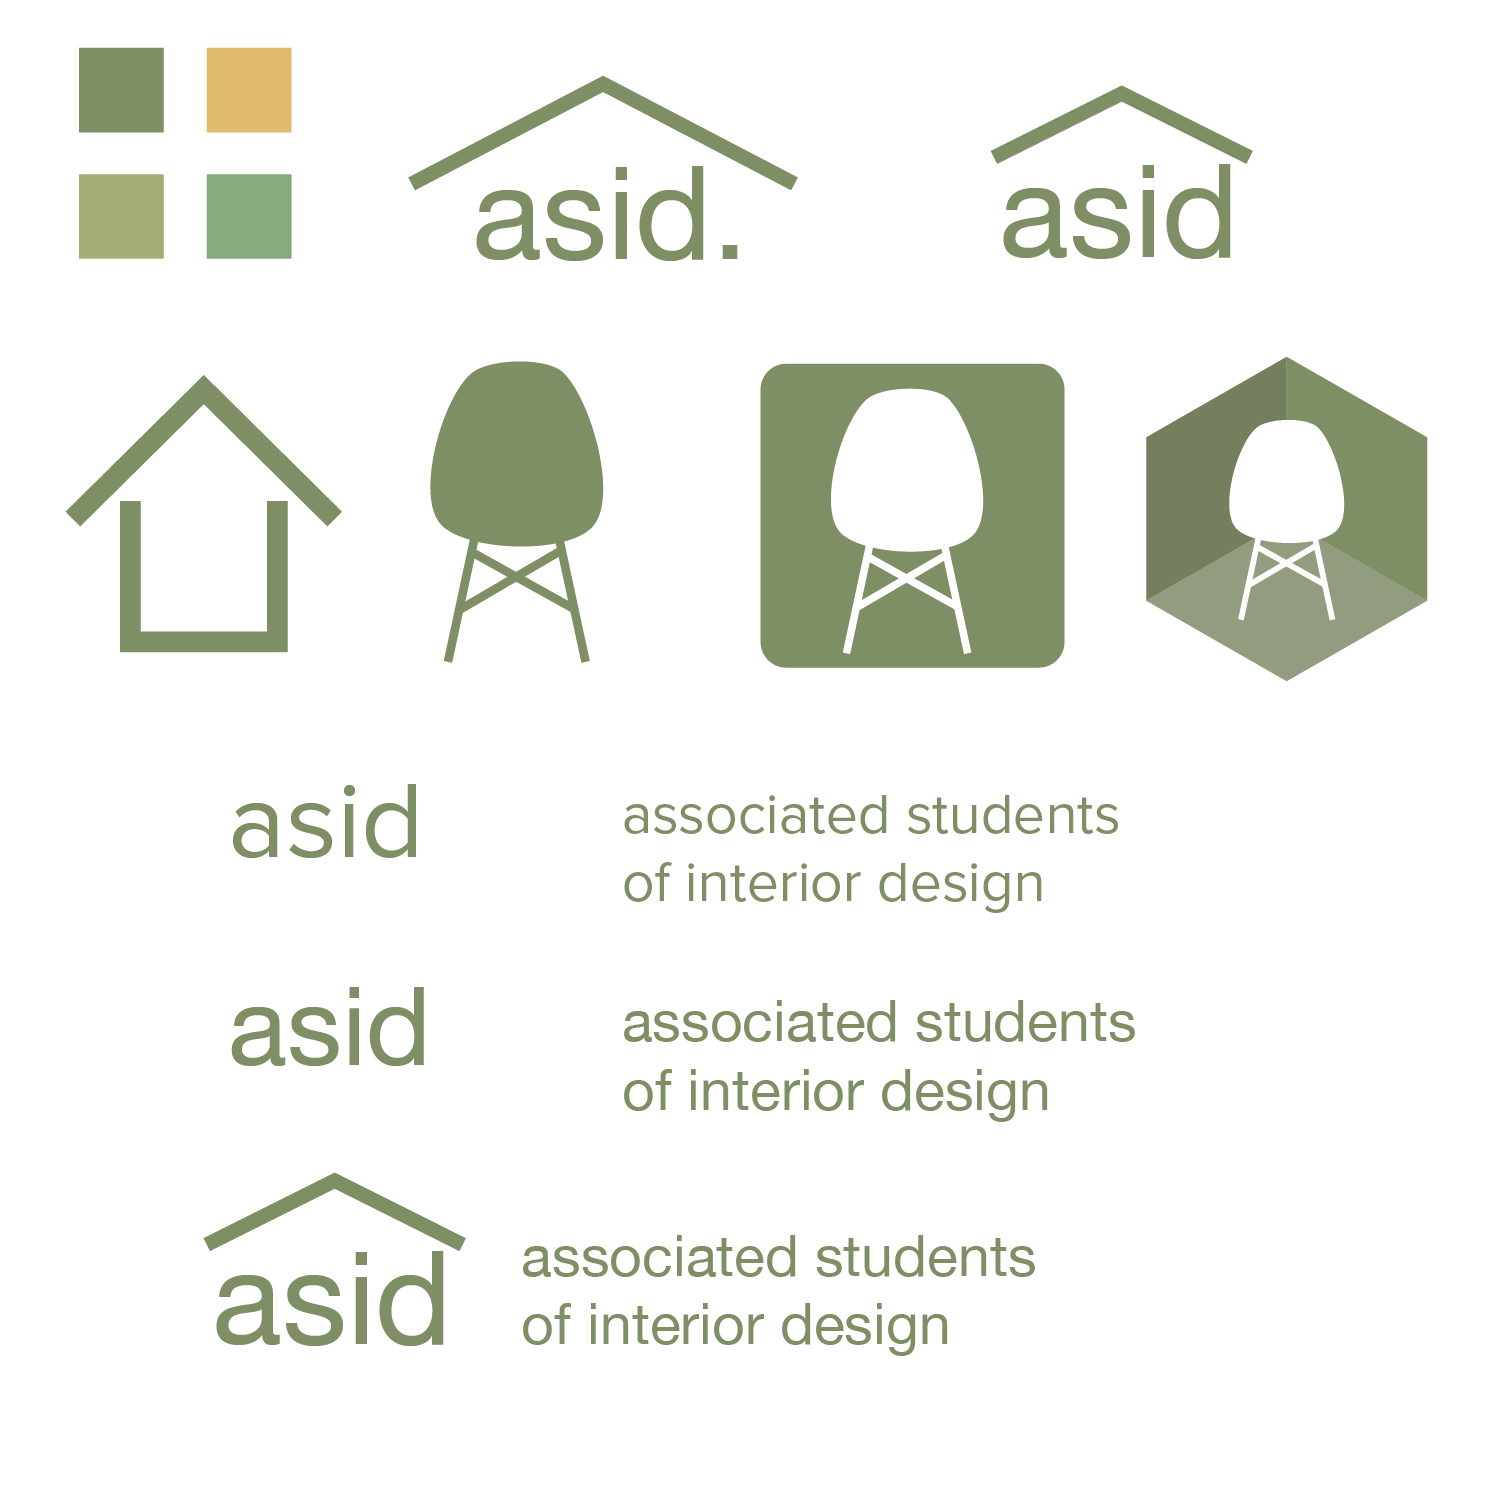 asid.
asid
asid
associated students
of interior design
asid
associated students
of interior design
asid
associated students
of interior design